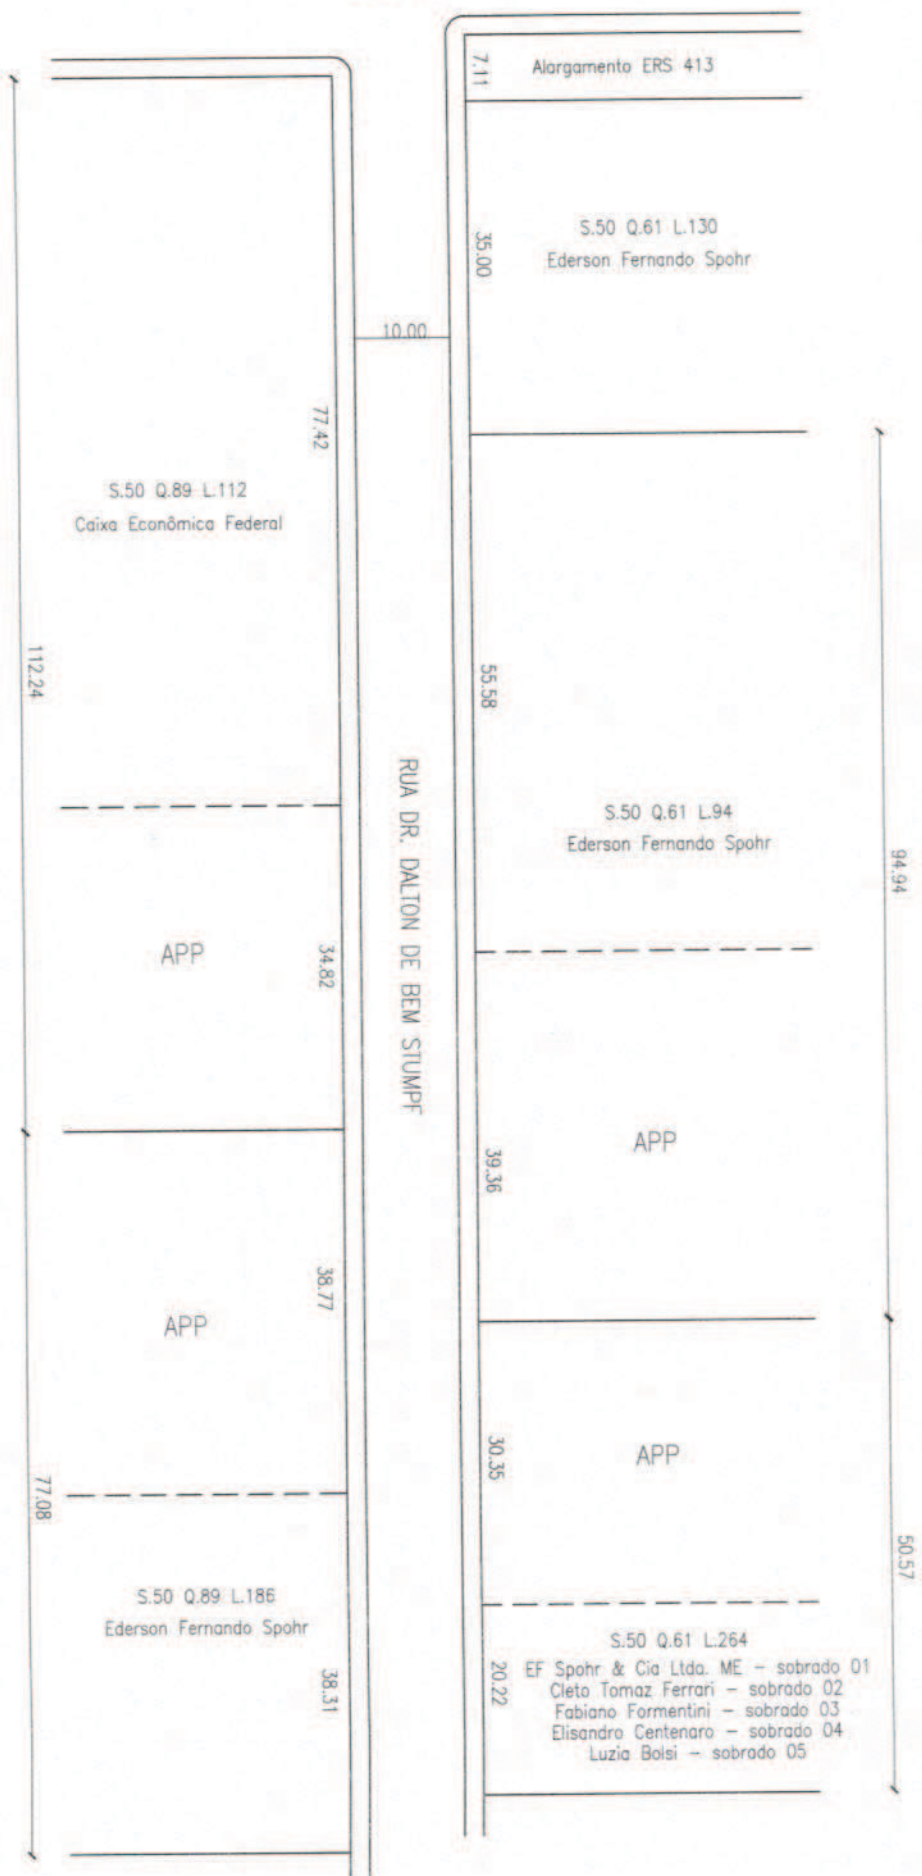 Alargamento ERS 413
7.11
S.50 Q.61 L.130
Ederson Fernando Spohr
35.00
10.00
77.42
S.50 Q.89 L.112
Caixa Econômica Federal
112.24
55.58
RUA DR. DALTON DE BEM STUMPF
S.50 Q.61 L.94
Ederson Fernando Spohr
94.94
APP
34.82
APP
39.36
APP
38.77
APP
30.35
77.08
50.57
S.50 Q.89 L.186
Ederson Fernando Spohr
38.31
S.50 Q.61 L.264
EF Spohr & Cia Ltda. ME - sobrado 01
Cleto Tomaz Ferrari - sobrado 02
Fabiano Formentini - sobrado 03
Elisandro Centenaro - sobrado 04
Luzia Bolsi - sobrado 05
20.22